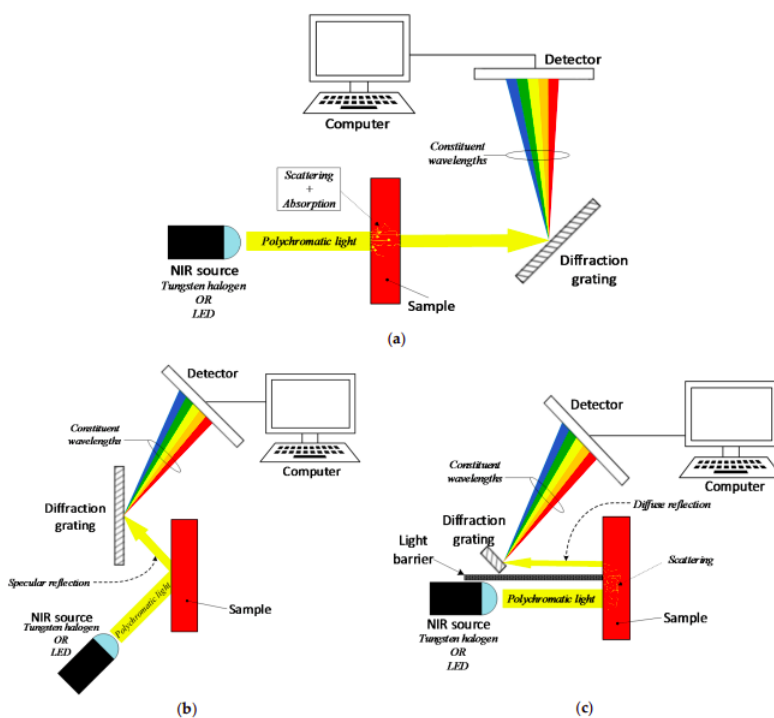 Detector
Computer
Constituent
wavelengths
Scattering
+
Absorption
Polychromatic light
NIR source
Tungsten halogen
OR
LED
Diffraction
grating
Sample
(a)
Detector
Constituent
wavelengths
Computer
Diffraction
grating
Specular reflection
Polychromatic light
Sample
NIR source
Tungsten halogen
OR
LED
(b)
Detector
Constituent
wavelengths
Computer
Diffuse reflection
Diffraction
grating
Light
barrier
Scattering
Polychromatic light
NIR source
Tungsten halogen
OR
LED
Sample
(c)